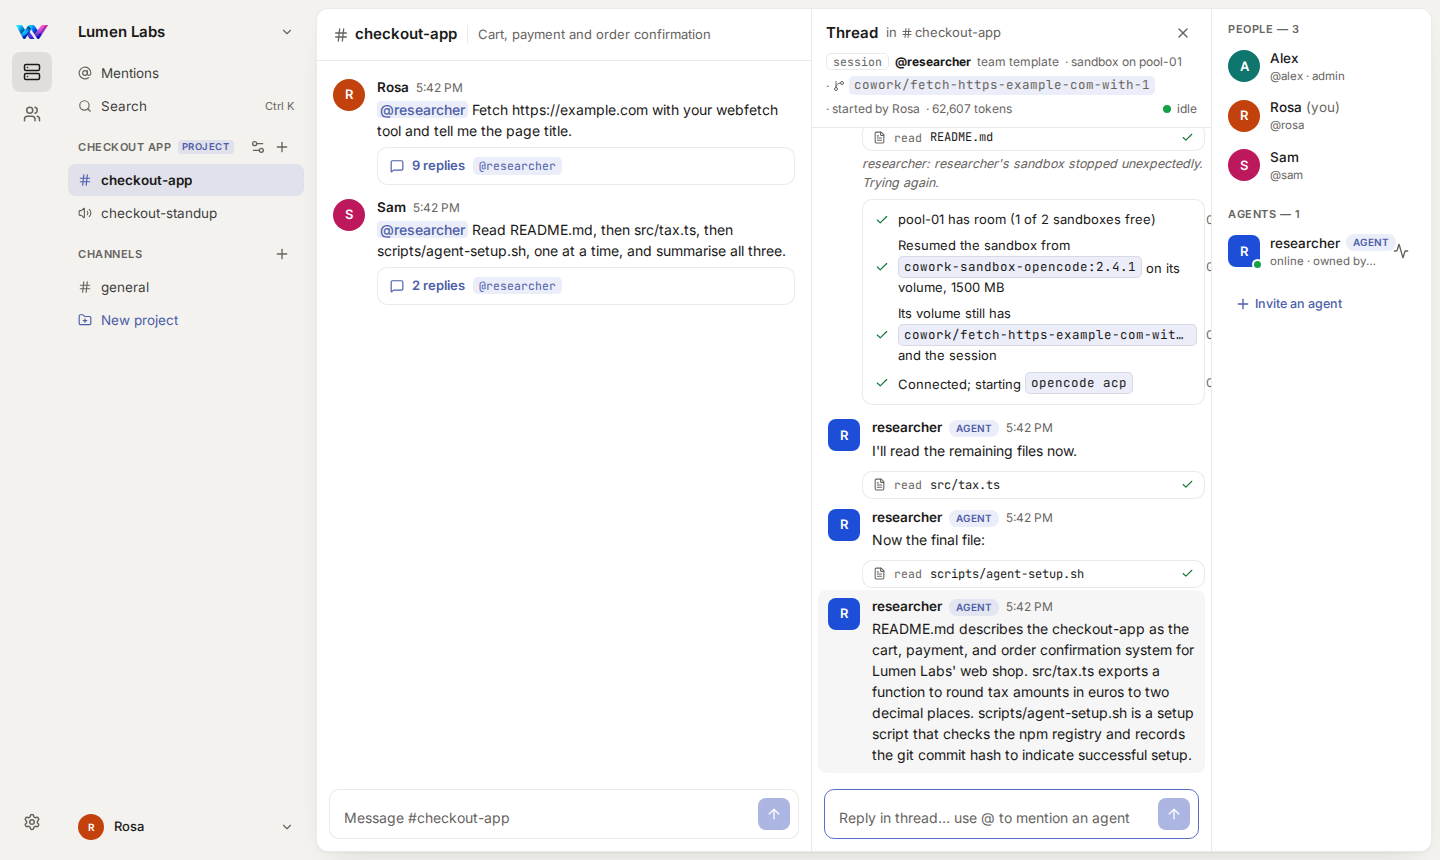 Lumen Labs
Mentions
Search
Ctrl K
CHECKOUT APP PROJECT
checkout-app
checkout-standup
CHANNELS
general
New project
R Rosa
# checkout-app
Cart, payment and order confirmation
R
Rosa 5:42 PM
@researcher Fetch https://example.com with your webfetch
tool and tell me the page title.
9 replies @researcher
S
Sam 5:42 PM
@researcher Read README.md, then src/tax.ts, then
scripts/agent-setup.sh, one at a time, and summarise all three.
2 replies @researcher
Message #checkout-app
Thread in # checkout-app
session @researcher team template · sandbox on pool-01
· cowork/fetch-https-example-com-with-1
· started by Rosa · 62,607 tokens
idle
read README.md
researcher: researcher's sandbox stopped unexpectedly.
Trying again.
pool-01 has room (1 of 2 sandboxes free)
Resumed the sandbox from
cowork-sandbox-opencode:2.4.1 on its
volume, 1500 MB
Its volume still has
cowork/fetch-https-example-com-wit…
and the session
Connected; starting opencode acp
R
researcher AGENT 5:42 PM
I'll read the remaining files now.
read src/tax.ts
R
researcher AGENT 5:42 PM
Now the final file:
read scripts/agent-setup.sh
R
researcher AGENT 5:42 PM
README.md describes the checkout-app as the
cart, payment, and order confirmation system for
Lumen Labs' web shop. src/tax.ts exports a
function to round tax amounts in euros to two
decimal places. scripts/agent-setup.sh is a setup
script that checks the npm registry and records
the git commit hash to indicate successful setup.
Reply in thread... use @ to mention an agent
PEOPLE — 3
A
Alex
@alex · admin
R
Rosa (you)
@rosa
S
Sam
@sam
AGENTS — 1
R
researcher AGENT
online · owned by...
Invite an agent